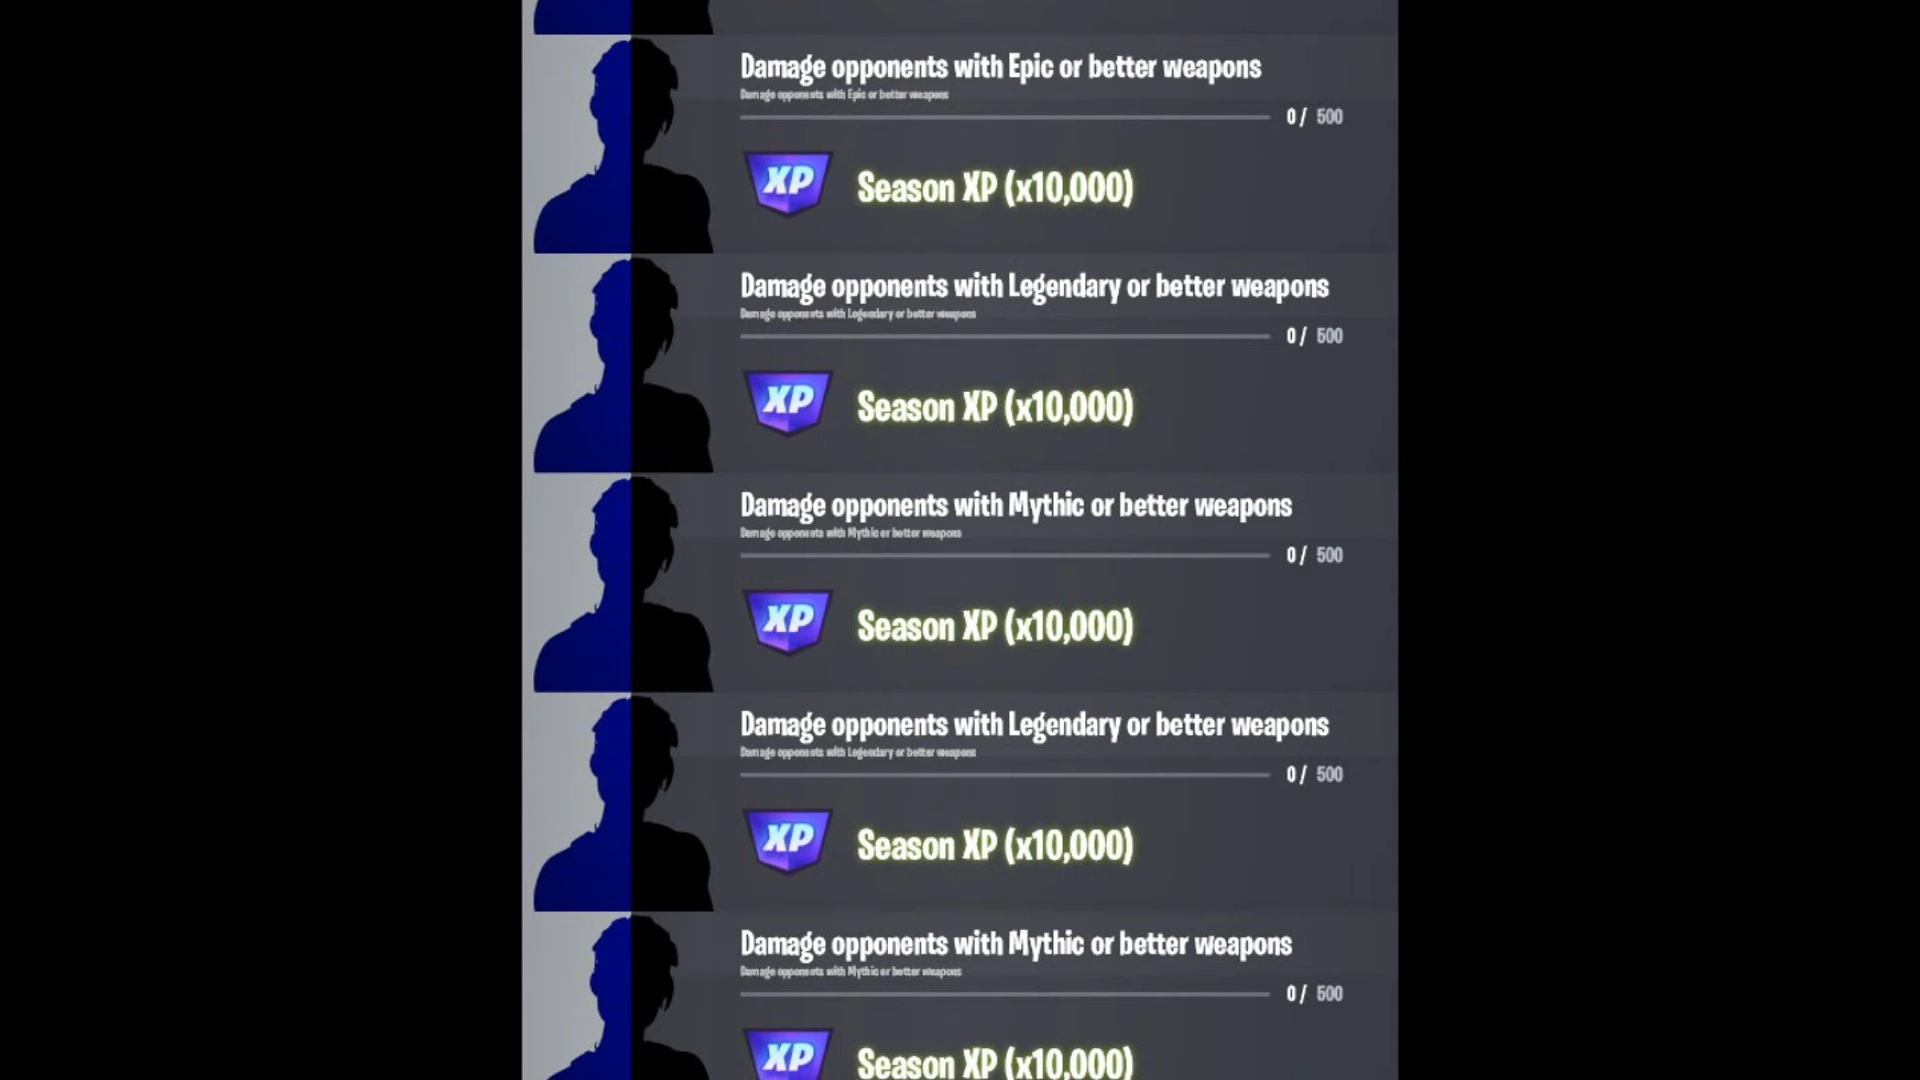 Damage opponents with Epic or better weapons
Damage opponents with Epic or better weapons
0 / 500
XP
Season XP (x10,000)
Damage opponents with Legendary or better weapons
Damage opponents with Legendary or better weapons
0 / 500
XP
Season XP (x10,000)
Damage opponents with Mythic or better weapons
Damage opponents with Mythic or better weapons
0 / 500
XP
Season XP (x10,000)
Damage opponents with Legendary or better weapons
Damage opponents with Legendary or better weapons
0 / 500
XP
Season XP (x10,000)
Damage opponents with Mythic or better weapons
Damage opponents with Mythic or better weapons
0 / 500
XP
Season XP (x10,000)